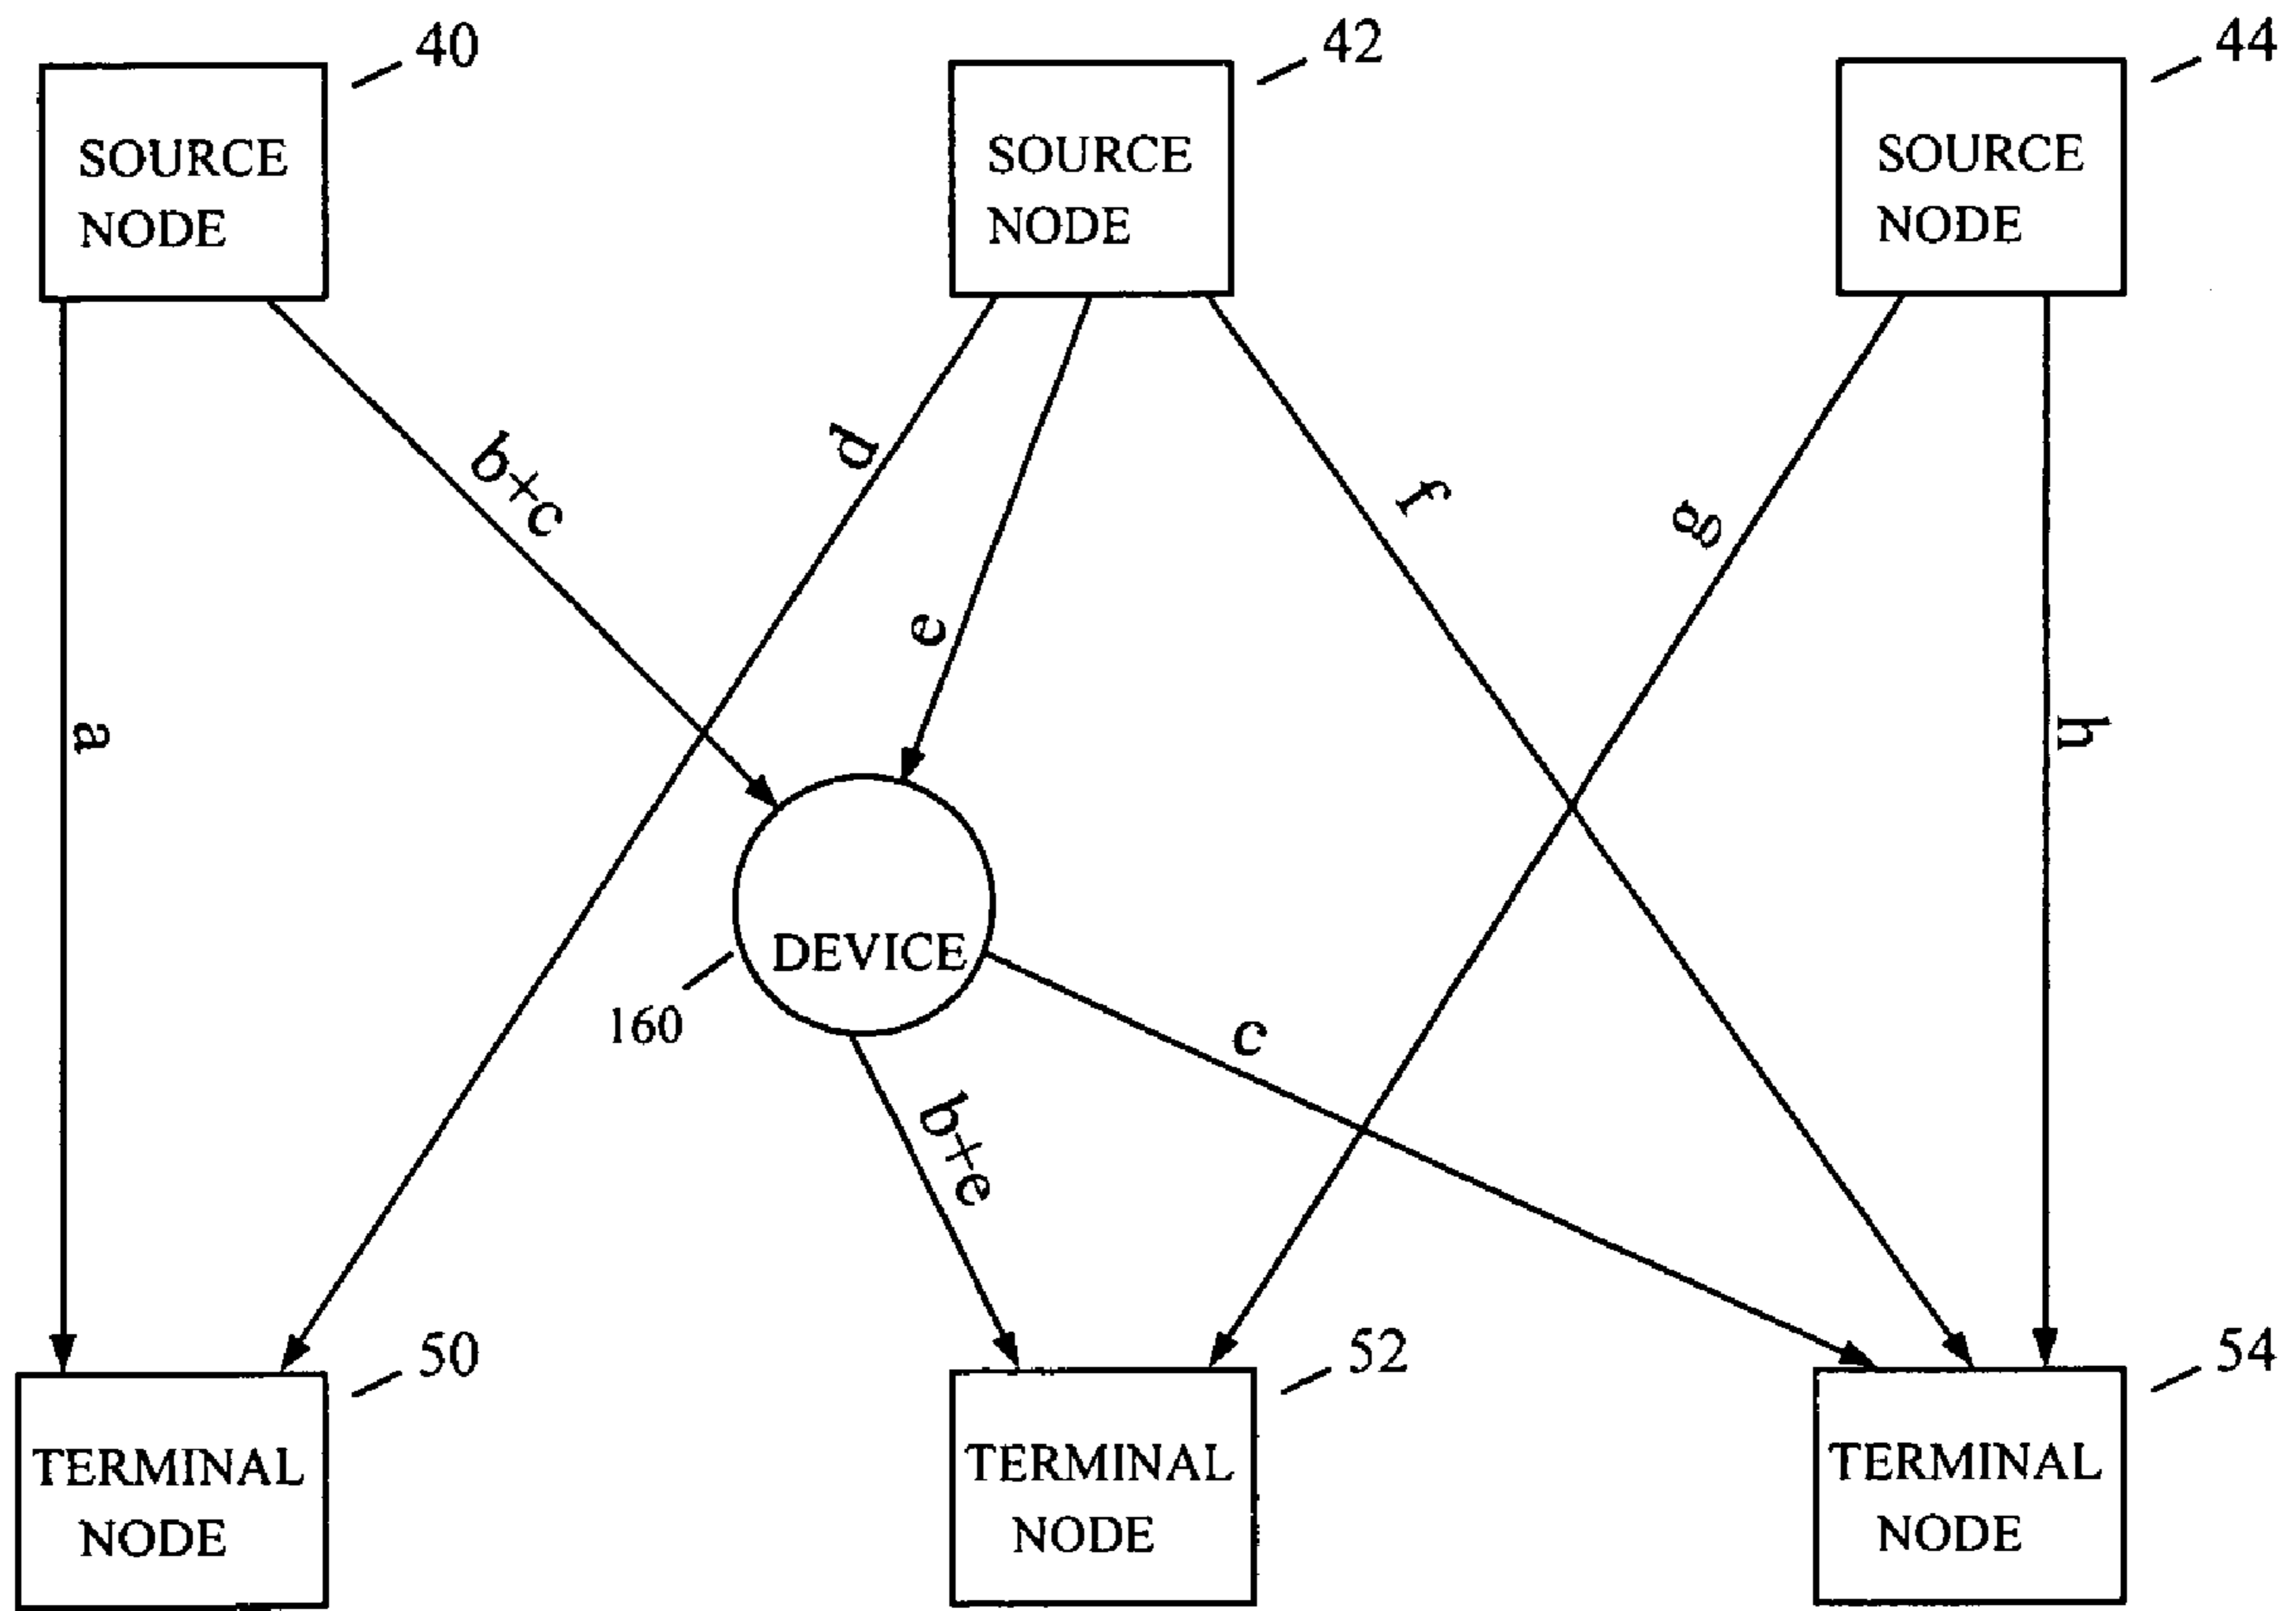 40
42
44
SOURCE
NODE
SOURCE
NODE
SOURCE
NODE
b+c
d
f
g
e
a
h
DEVICE
160
c
b+e
50
52
54
TERMINAL
NODE
TERMINAL
NODE
TERMINAL
NODE